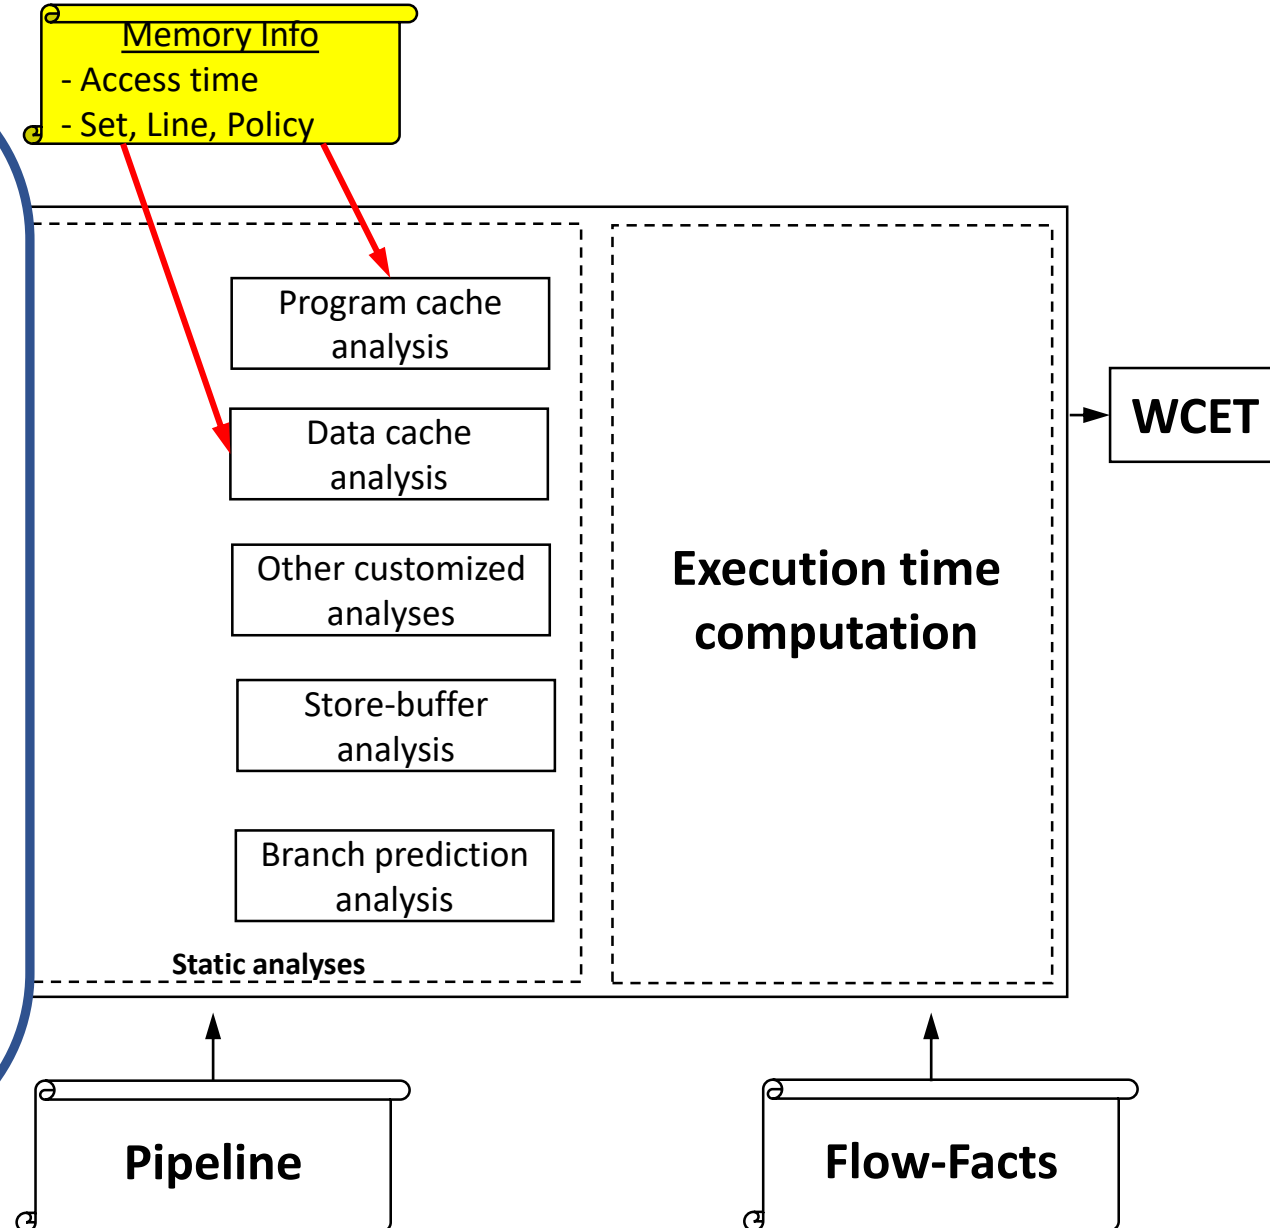 Memory Info
- Access time
- Set, Line, Policy
Program cache
analysis
Data cache
analysis
Other customized
analyses
Store-buffer
analysis
Branch prediction
analysis
Static analyses
Execution time
computation
WCET
Pipeline
Flow-Facts